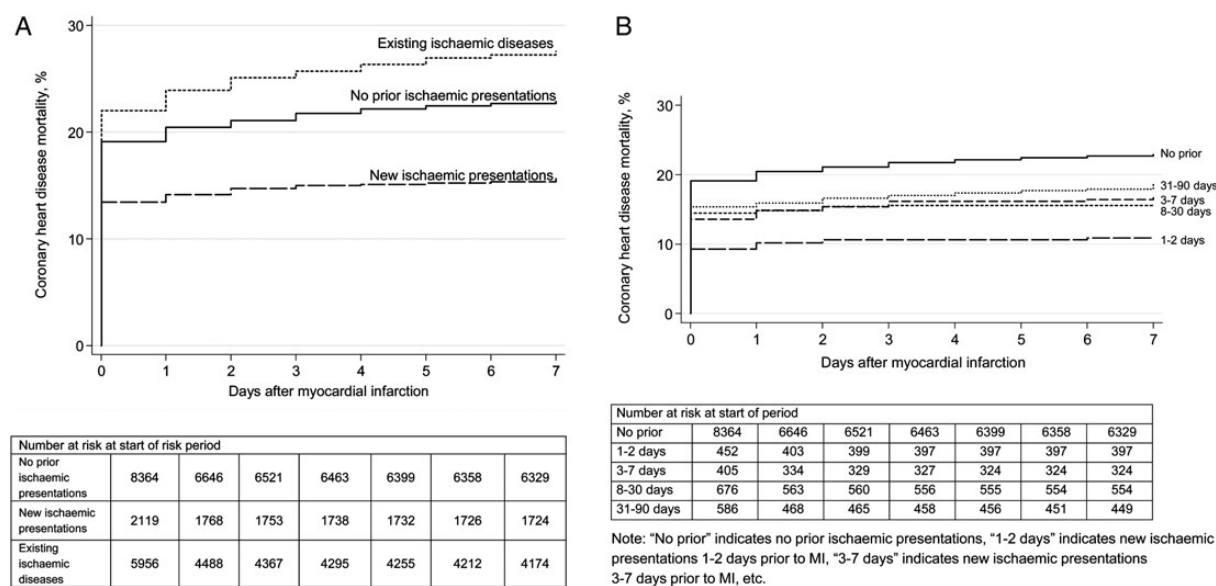 A
Coronary heart disease mortality, %
30
20
10
0
Existing ischaemic diseases
No prior ischaemic presentations
New ischaemic presentations
0 1 2 3 4 5 6 7
Days after myocardial infarction
Number at risk at start of risk period
No prior
ischaemic
presentations
8364 6646 6521 6463 6399 6358 6329
New ischaemic
presentations
2119 1768 1753 1738 1732 1726 1724
Existing
ischaemic
diseases
5956 4488 4367 4295 4255 4212 4174
B
Coronary heart disease mortality, %
30
20
10
0
No prior
31-90 days
3-7 days
8-30 days
1-2 days
0 1 2 3 4 5 6 7
Days after myocardial infarction
Number at risk at start of period
No prior 8364 6646 6521 6463 6399 6358 6329
1-2 days 452 403 399 397 397 397 397
3-7 days 405 334 329 327 324 324 324
8-30 days 676 563 560 556 555 554 554
31-90 days 586 468 465 458 456 451 449
Note: “No prior” indicates no prior ischaemic presentations, “1-2 days” indicates new ischaemic
presentations 1-2 days prior to MI, “3-7 days” indicates new ischaemic presentations
3-7 days prior to MI, etc.